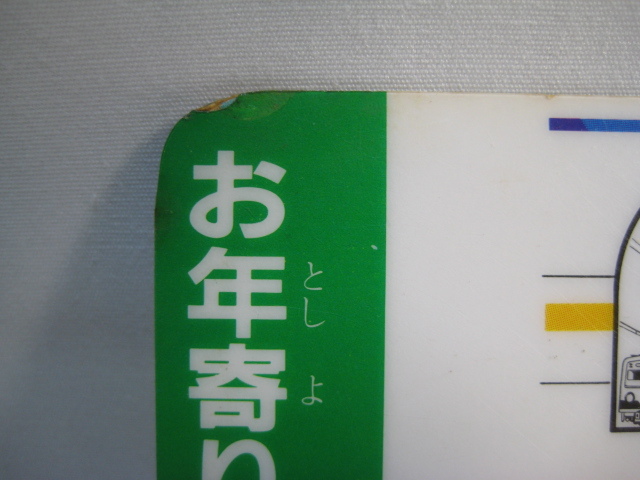 お年寄り
とし よ